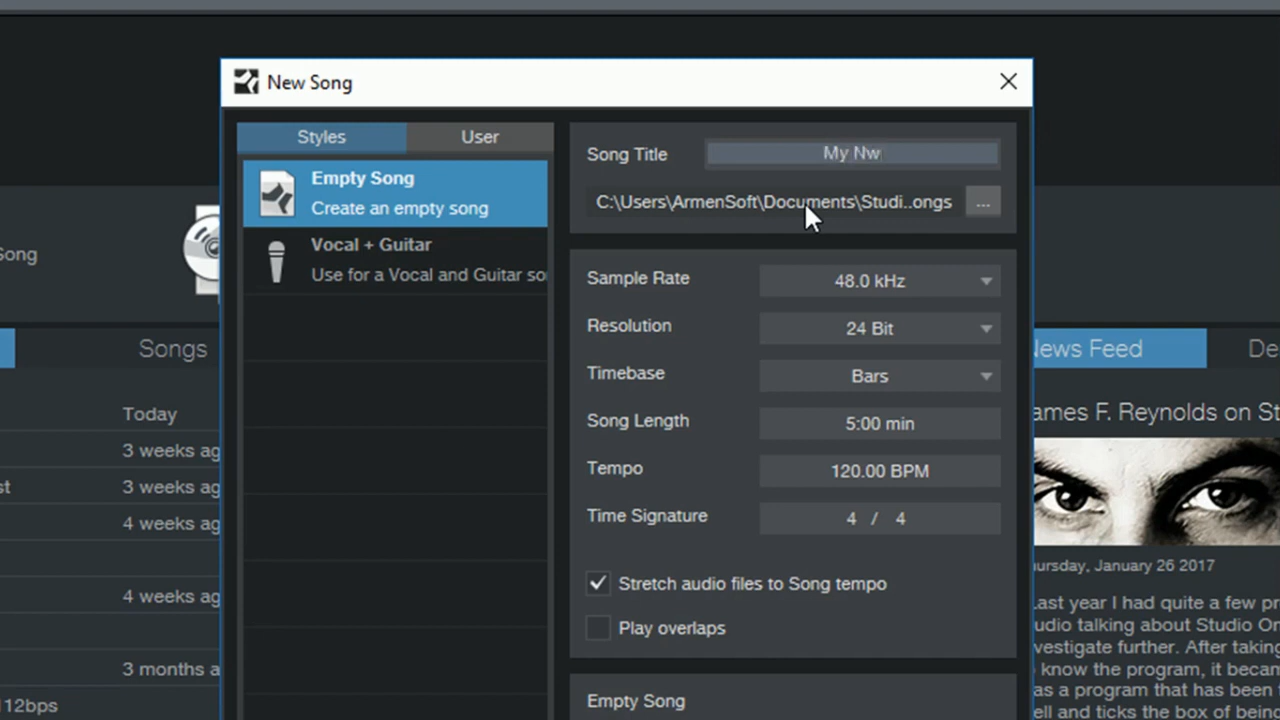 New Song
Styles
User
Empty Song
Create an empty song
Vocal + Guitar
Use for a Vocal and Guitar so
Song Title
My Nw
C:\Users\ArmenSoft\Documents\Studi..ongs
...
Sample Rate
48.0 kHz
Resolution
24 Bit
Timebase
Bars
Song Length
5:00 min
Tempo
120.00 BPM
Time Signature
4 / 4
Stretch audio files to Song tempo
Play overlaps
Empty Song
Song
Songs
Today
3 weeks ag
st
3 weeks ag
4 weeks ag
4 weeks ag
3 months a
112bps
News Feed
De
ames F. Reynolds on St
ursday, January 26 2017
Last year I had quite a few pr
udio talking about Studio On
vestigate further. After taking
know the program, it becam
as a program that has been
ell and ticks the box of being